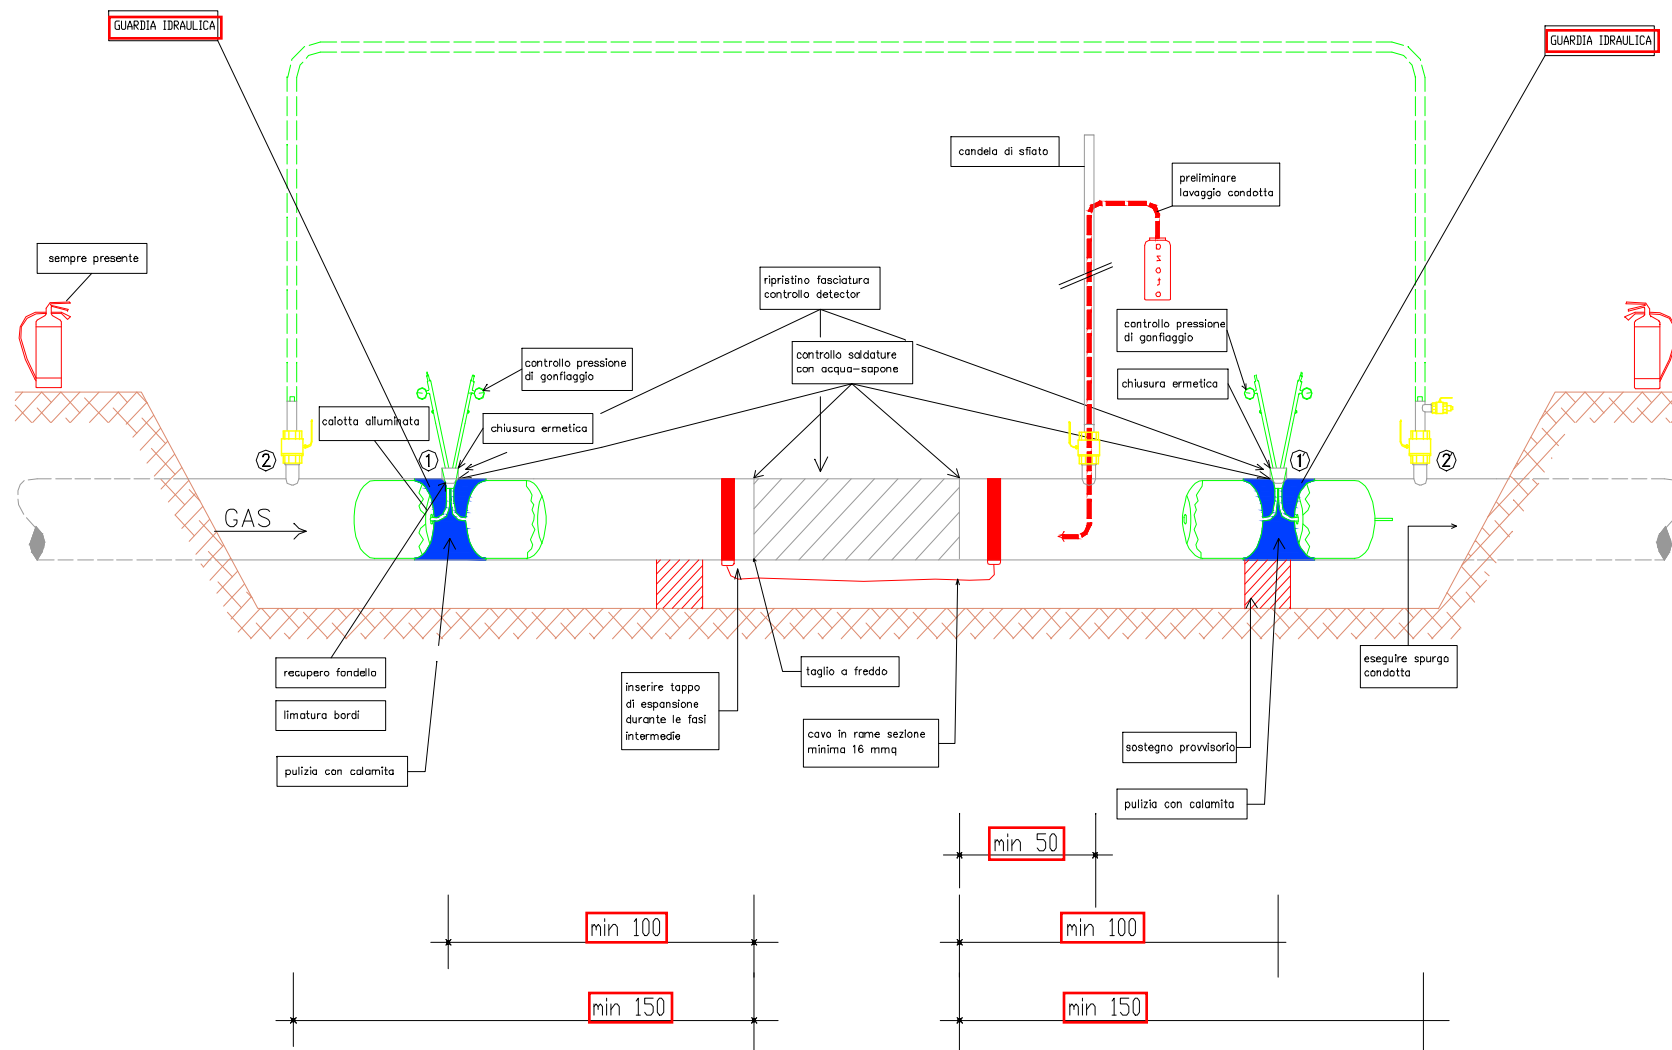 GUARDIA IDRAULICA
GUARDIA IDRAULICA
candela di sfiato
preliminare
lavaggio condotta
sempre presente
azoto
ripristino fasciatura
controllo detector
controllo pressione
di gonfiaggio
controllo saldature
con acqua-sapone
controllo pressione
di gonfiaggio
chiusura ermetica
calotta alluminata
chiusura ermetica
2
1
1'
2'
GAS
recupero fondello
limatura bordi
pulizia con calamita
inserire tappo
di espansione
durante le fasi
intermedie
taglio a freddo
cavo in rame sezione
minima 16 mmq
eseguire spurgo
condotta
sostegno provvisorio
pulizia con calamita
min 50
min 100
min 100
min 150
min 150